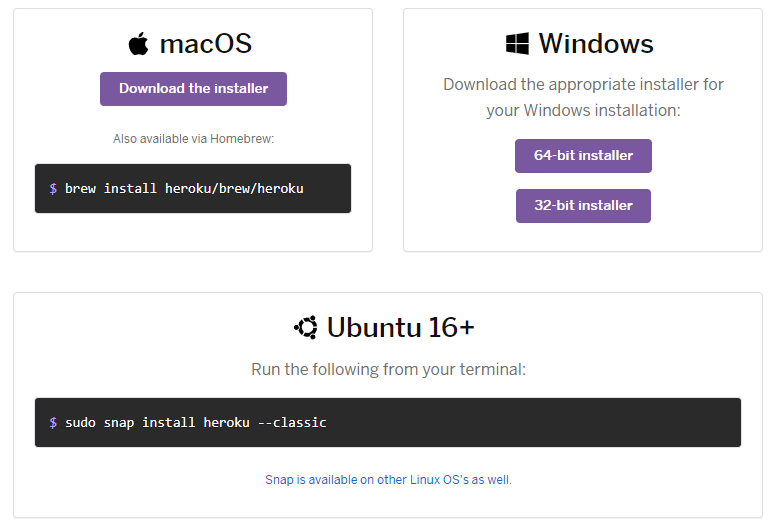 macOS
Download the installer
Also available via Homebrew:
$ brew install heroku/brew/heroku
Windows
Download the appropriate installer for
your Windows installation:
64-bit installer
32-bit installer
Ubuntu 16+
Run the following from your terminal:
$ sudo snap install heroku --classic
Snap is available on other Linux OS's as well.